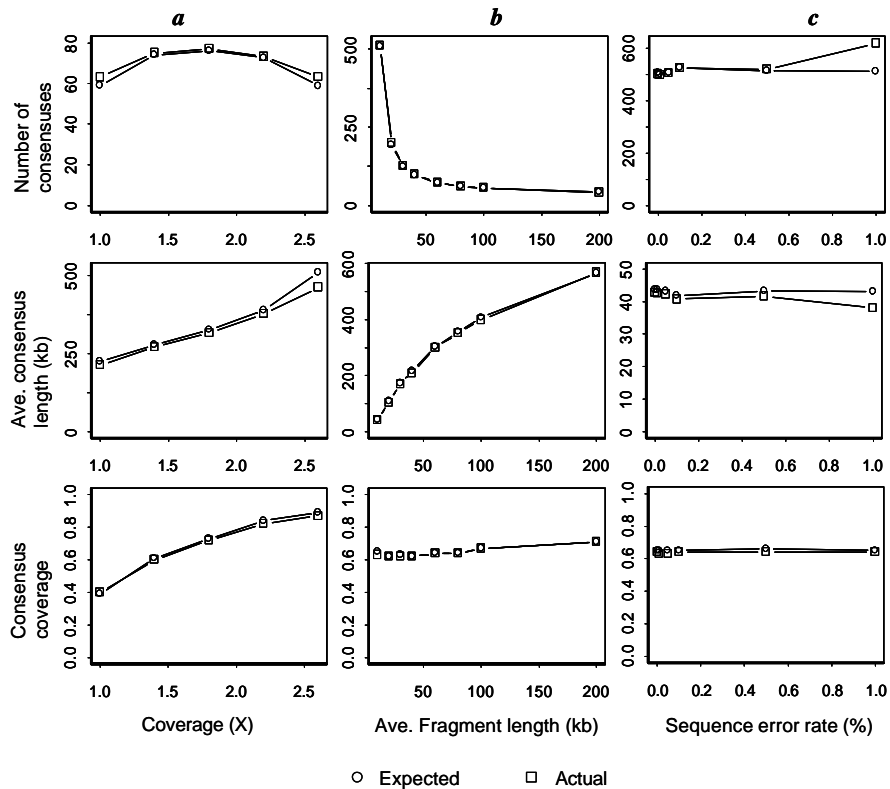 a b c
Number of
consensuses
80
60
40
20
0
1.0 1.5 2.0 2.5
500
250
0
50 100 150 200
600
400
200
0
0.0 0.2 0.4 0.6 0.8 1.0
Ave. consensus
length (kb)
500
250
0
1.0 1.5 2.0 2.5
600
400
200
0
50 100 150 200
50
40
30
20
10
0
0.0 0.2 0.4 0.6 0.8 1.0
Consensus
coverage
1.0
0.8
0.6
0.4
0.2
0.0
1.0 1.5 2.0 2.5
1.0
0.8
0.6
0.4
0.2
0.0
50 100 150 200
1.0
0.8
0.6
0.4
0.2
0.0
0.0 0.2 0.4 0.6 0.8 1.0
Coverage (X)
Ave. Fragment length (kb)
Sequence error rate (%)
Expected
Actual